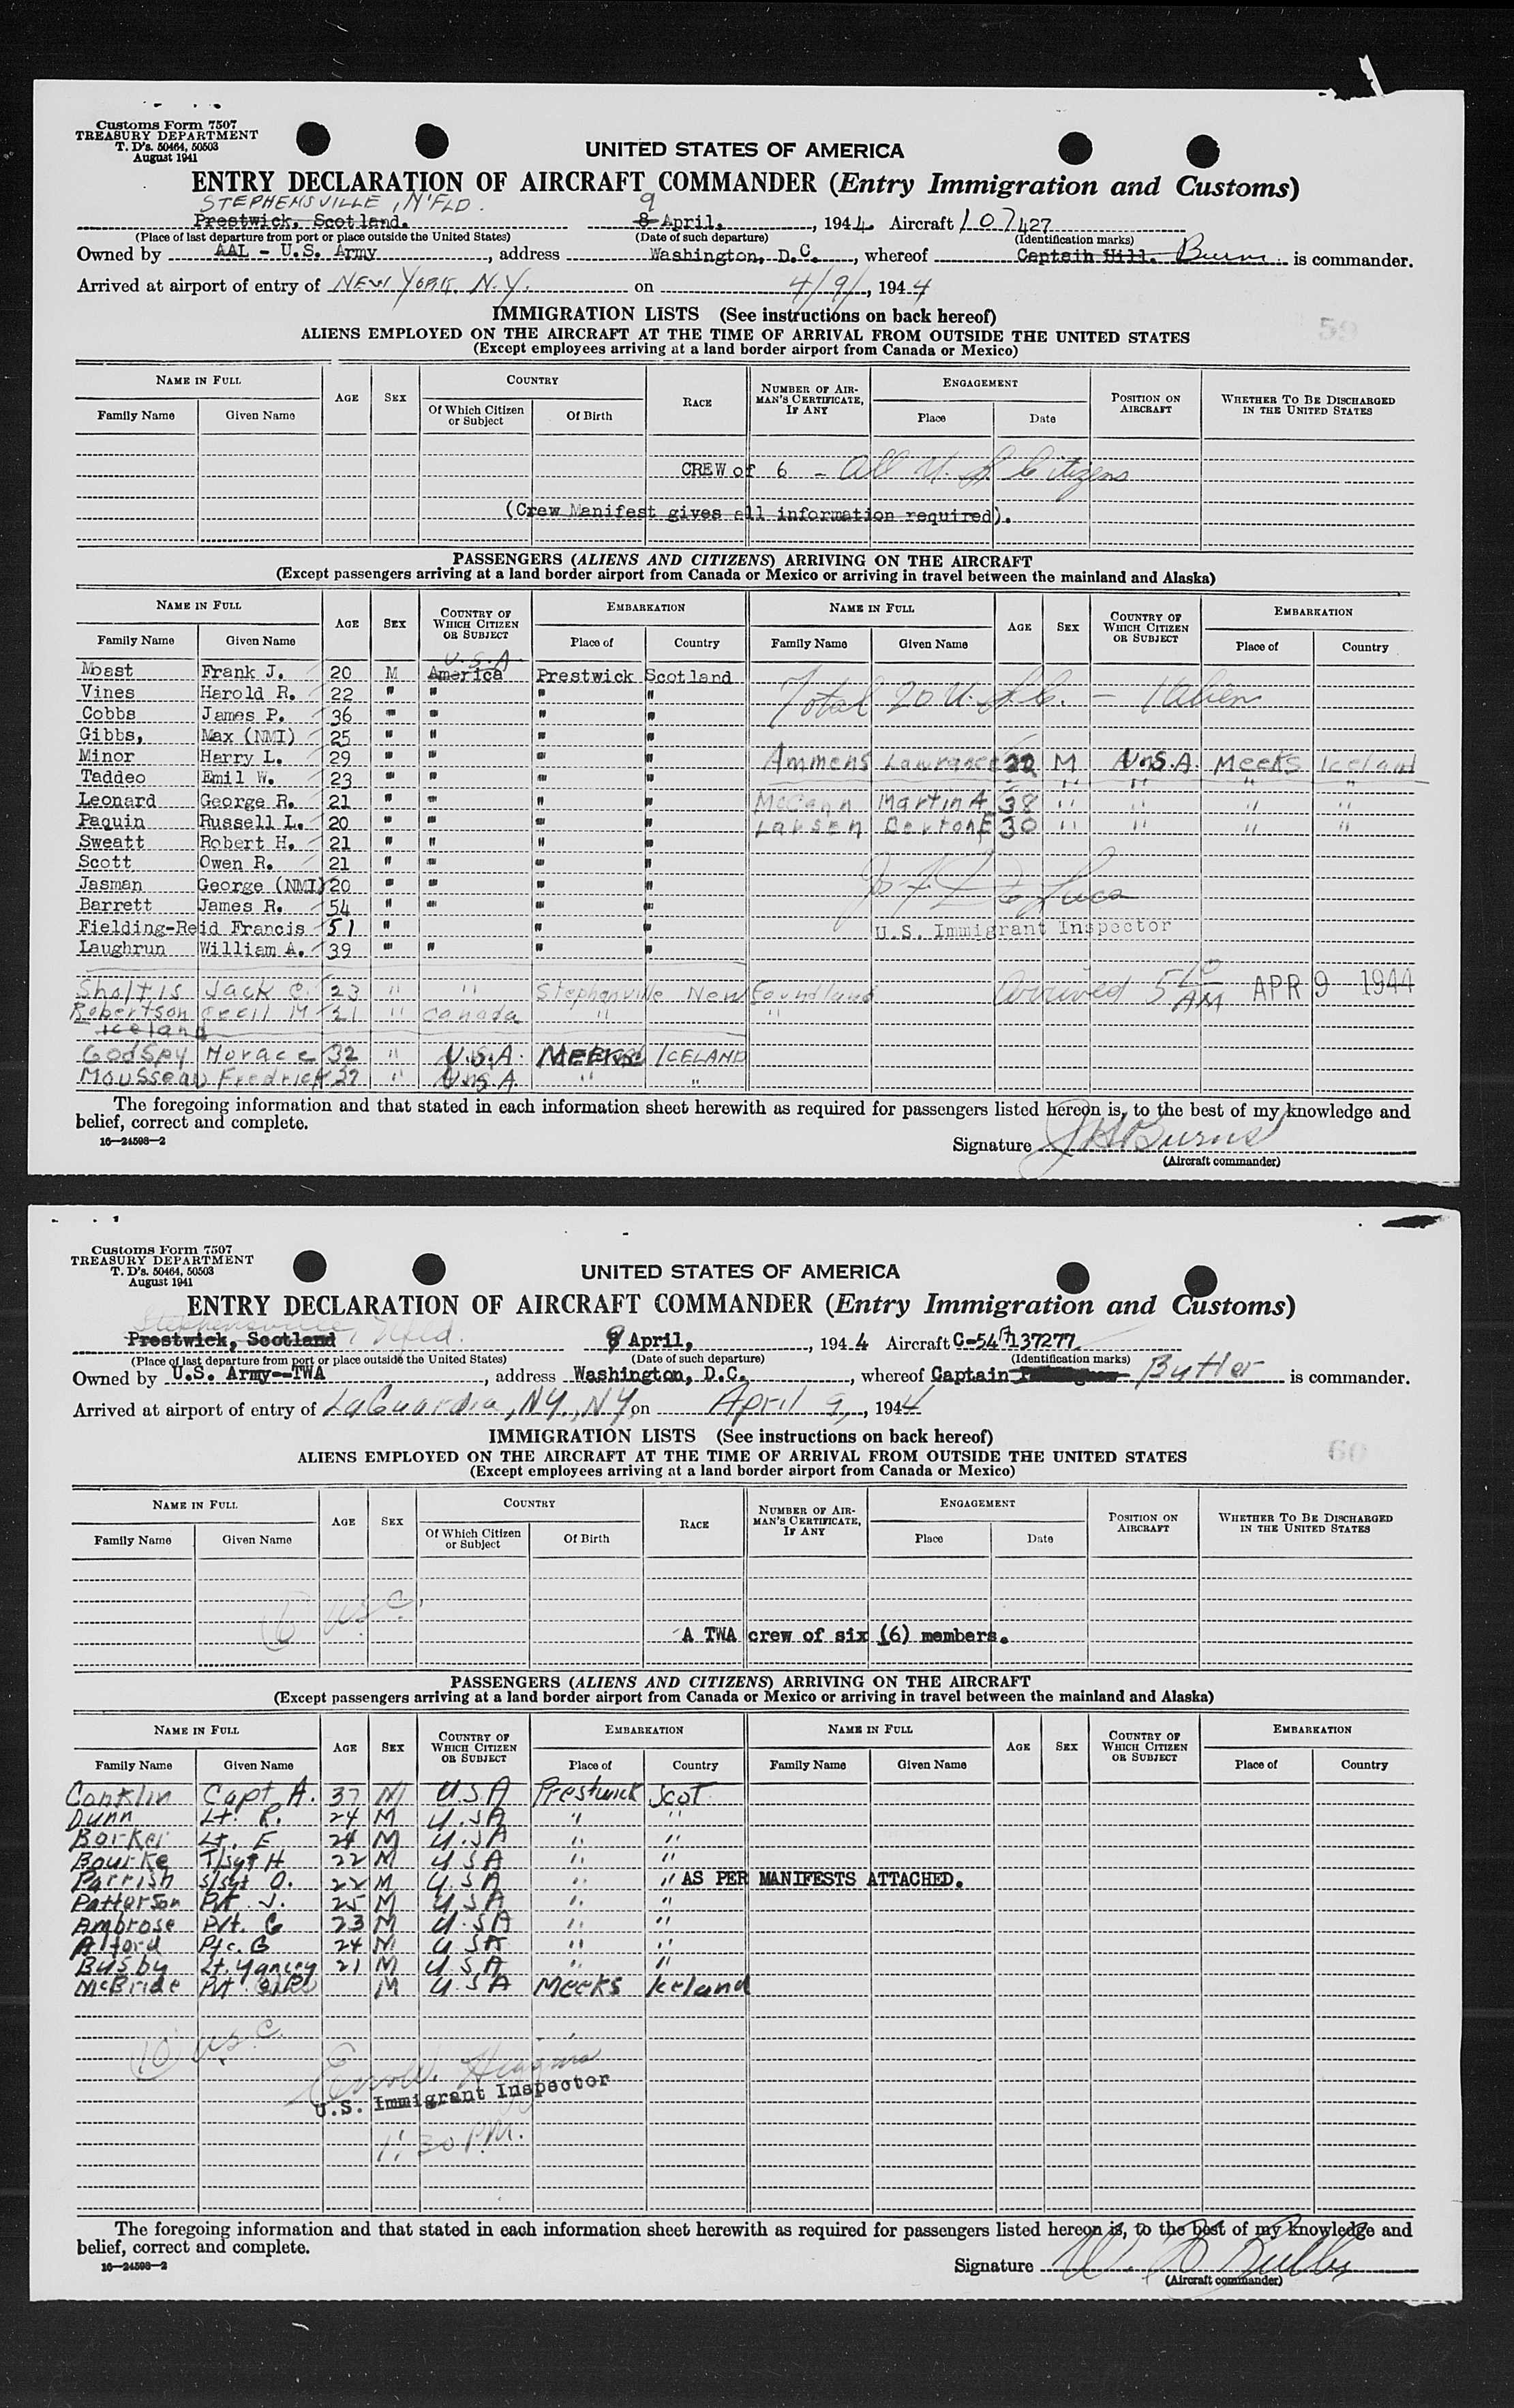 Customs Form 7507
TREASURY DEPARTMENT
T. D's. 50464, 50503
August 1941
UNITED STATES OF AMERICA
ENTRY DECLARATION OF AIRCRAFT COMMANDER (Entry Immigration and Customs)
STEPHENSVILLE, N'FLD.
Prestwick, Scotland. 9 8 April, , 1944 Aircraft 107427
(Place of last departure from port or place outside the United States) (Date of such departure) (Identification marks)
Owned by AAL - U.S. Army , address Washington, D.C. , whereof Captain Hill. Burns is commander.
Arrived at airport of entry of NEW YORK, N.Y. on 4/9/, 1944
IMMIGRATION LISTS (See instructions on back hereof)
59
ALIENS EMPLOYED ON THE AIRCRAFT AT THE TIME OF ARRIVAL FROM OUTSIDE THE UNITED STATES
(Except employees arriving at a land border airport from Canada or Mexico)
NAME IN FULL AGE SEX COUNTRY RACE NUMBER OF AIRMAN'S CERTIFICATE, IF ANY ENGAGEMENT POSITION ON AIRCRAFT WHETHER TO BE DISCHARGED IN THE UNITED STATES
Family Name Given Name Of Which Citizen or Subject Of Birth Place Date
CREW of 6 - All U.S. Citizens
(Crew Manifest gives all information required).
PASSENGERS (ALIENS AND CITIZENS) ARRIVING ON THE AIRCRAFT
(Except passengers arriving at a land border airport from Canada or Mexico or arriving in travel between the mainland and Alaska)
NAME IN FULL AGE SEX COUNTRY OF WHICH CITIZEN OR SUBJECT EMBARKATION NAME IN FULL AGE SEX COUNTRY OF WHICH CITIZEN OR SUBJECT EMBARKATION
Family Name Given Name Place of Country Family Name Given Name Place of Country
U.S.A.
Moast Frank J. 20 M America Prestwick Scotland
Vines Harold R. 22 " " " " Total 20 U.S.C. - 1 Alien
Cobbs James P. 36 " " " "
Gibbs, Max (NMI) 25 " " " "
Minor Harry L. 29 " " " " Ammens Lawrance 22 M U.S.A. Meeks Iceland
Taddeo Emil W. 23 " " " " " " " "
Leonard George R. 21 " " " " McCann Martin A 38 " " " "
Paquin Russell L. 20 " " " " Larsen Berton E 30 " " " "
Sweatt Robert H. 21 " " " "
Scott Owen R. 21 " " " "
Jasman George (NMI) 20 " " " "
Barrett James R. 54 " " " "
Fielding-Reid Francis 51 " " "
U.S. Immigrant Inspector
Laughrun William A. 39 " " " "
Sholtis Jack C. 23 " " Stephenville New Foundland
Arrived 5 10 AM APR 9 1944
Robertson Cecil M 21 " Canada " "
Iceland
Godspy Horace 32 " U.S.A. MEEKS ICELAND
Mousseau Fredrick 27 " U.S.A " "
The foregoing information and that stated in each information sheet herewith as required for passengers listed hereon is, to the best of my knowledge and
belief, correct and complete.
16—24598—2
Signature J H Burns
(Aircraft commander)
Customs Form 7507
TREASURY DEPARTMENT
T. D's. 50464, 50503
August 1941
UNITED STATES OF AMERICA
ENTRY DECLARATION OF AIRCRAFT COMMANDER (Entry Immigration and Customs)
Stephensville, Nfld.
Prestwick, Scotland 9 April, , 1944 Aircraft C-54 137277
(Place of last departure from port or place outside the United States) (Date of such departure) (Identification marks)
Owned by U.S. Army--TWA , address Washington, D.C. , whereof Captain Butler is commander.
Arrived at airport of entry of LaGuardia, NY., NY, on April 9, , 1944
IMMIGRATION LISTS (See instructions on back hereof)
60
ALIENS EMPLOYED ON THE AIRCRAFT AT THE TIME OF ARRIVAL FROM OUTSIDE THE UNITED STATES
(Except employees arriving at a land border airport from Canada or Mexico)
NAME IN FULL AGE SEX COUNTRY RACE NUMBER OF AIRMAN'S CERTIFICATE, IF ANY ENGAGEMENT POSITION ON AIRCRAFT WHETHER TO BE DISCHARGED IN THE UNITED STATES
Family Name Given Name Of Which Citizen or Subject Of Birth Place Date
6 USC.
A TWA crew of six (6) members.
PASSENGERS (ALIENS AND CITIZENS) ARRIVING ON THE AIRCRAFT
(Except passengers arriving at a land border airport from Canada or Mexico or arriving in travel between the mainland and Alaska)
NAME IN FULL AGE SEX COUNTRY OF WHICH CITIZEN OR SUBJECT EMBARKATION NAME IN FULL AGE SEX COUNTRY OF WHICH CITIZEN OR SUBJECT EMBARKATION
Family Name Given Name Place of Country Family Name Given Name Place of Country
Conklin Capt A. 37 M U.S.A Prestwick Scot
Dunn Lt. R. 24 M U.S.A " "
Borker Lt. E 24 M U.S.A " "
Bourke T/Sgt H 22 M U S A " "
Parrish S/Sgt O. 22 M U.S A " " AS PER MANIFESTS ATTACHED.
Patterson Pvt J. 25 M U S A " "
Ambrose Pvt. G 23 M U.S A " "
Alford Pfc. G 24 M U S A " "
Busby Lt. Yancey 21 M U S A " "
McBride Pvt M U.S A Meeks Iceland
10 USC.
U.S. Immigrant Inspector
11:30 P.M.
The foregoing information and that stated in each information sheet herewith as required for passengers listed hereon is, to the best of my knowledge and
belief, correct and complete.
16—24598—2
Signature W. Butler
(Aircraft commander)